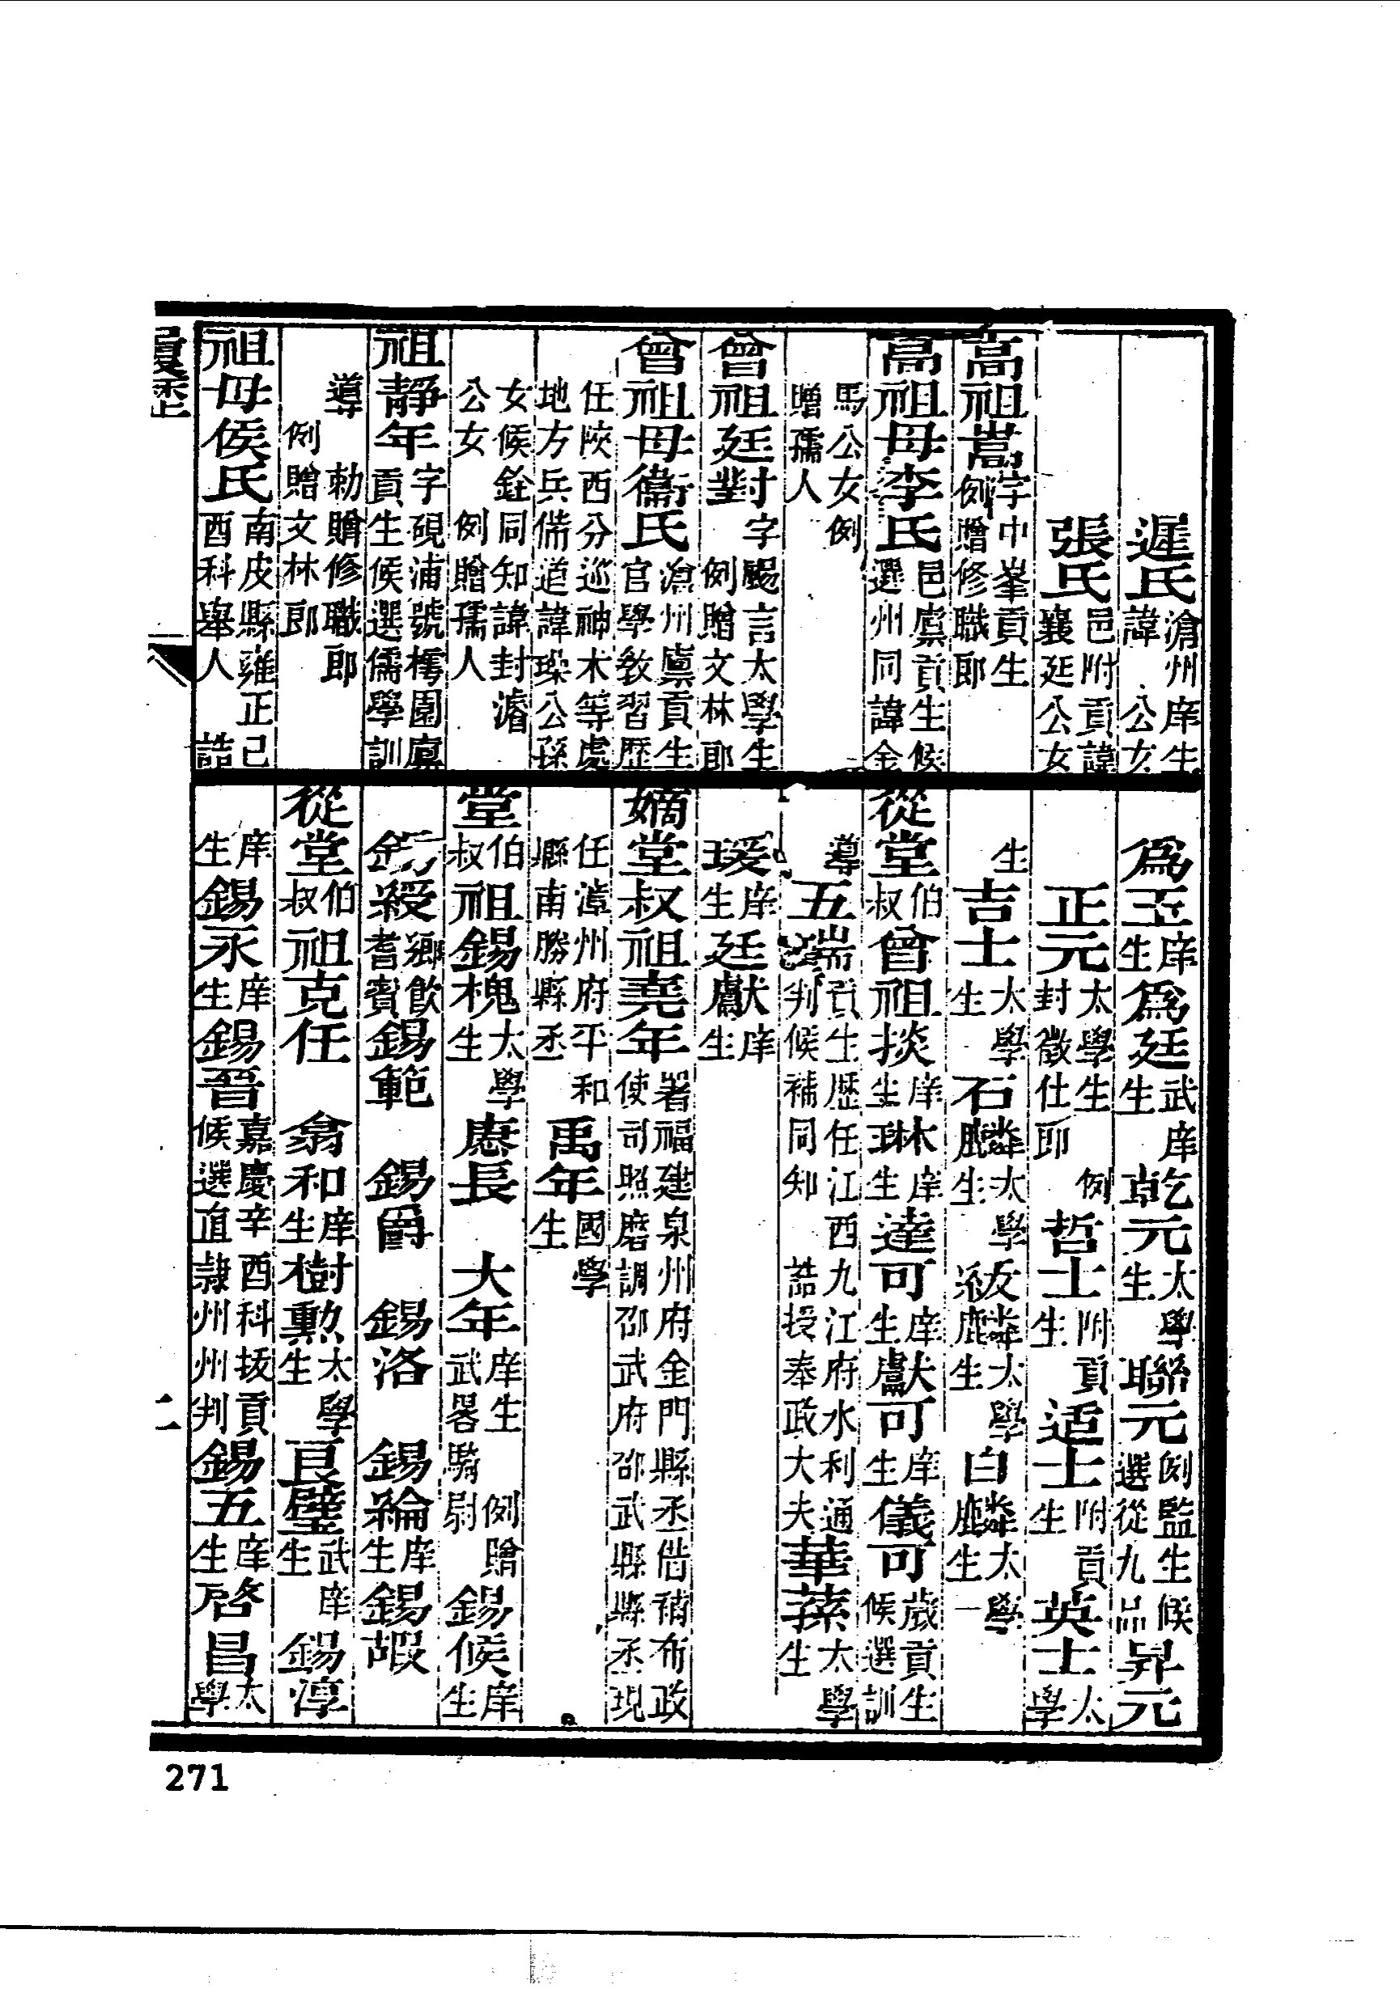 遲氏滄州庠生諱 公女
張氏邑附貢諱襄延公女
高祖嵩字中峯貢生例贈修職郎
高祖母李氏邑廩貢生候選州同諱金
馬公女例贈孺人
曾祖廷對字颺言太學生 例贈文林郎
曾祖母衞氏滄州廩貢生官學教習歷
任陜西分巡神木等處地方兵備道諱璪公孫
女候銓同知諱封濬公女 例贈孺人
祖靜年字硯浦號樗園廩貢生候選儒學訓
導 勅贈修職郎 例贈文林郎
祖母侯氏南皮縣雍正己酉科舉人 誥
爲玉庠生爲廷武庠生乾元太學生聯元例監生候選從九品昇元
正元太學生 例封徵仕郎 哲士附貢生适士附貢生英士太學
生吉士太學生石麟太學生紱麟太學生白麟太學生
從堂伯叔曾祖掞庠生琳庠生達可庠生獻可庠生儀可歲貢生候選訓
導五端貢生歷任江西九江府水利通判候補同知 誥授奉政大夫華蓀太學生
瑗庠生廷獻庠生
嫡堂叔祖堯年署福建泉州府金門縣丞借補布政使司照磨調邵武府邵武縣縣丞現
任漳州府平和縣南勝縣丞 禹年國學生
堂伯叔祖錫槐太學生應長 大年庠生 例贈武器騎尉 錫候庠生
錫綬鄉飲耆賓錫範 錫爵 錫洛 錫綸庠生錫嘏
從堂伯叔祖克任 翕和庠生樹勲太學生良璧武庠生 錫淳
庠生錫永庠生錫晉嘉慶辛酉科拔貢候選直隸州州判錫五庠生啓昌太學
履歷
二
271